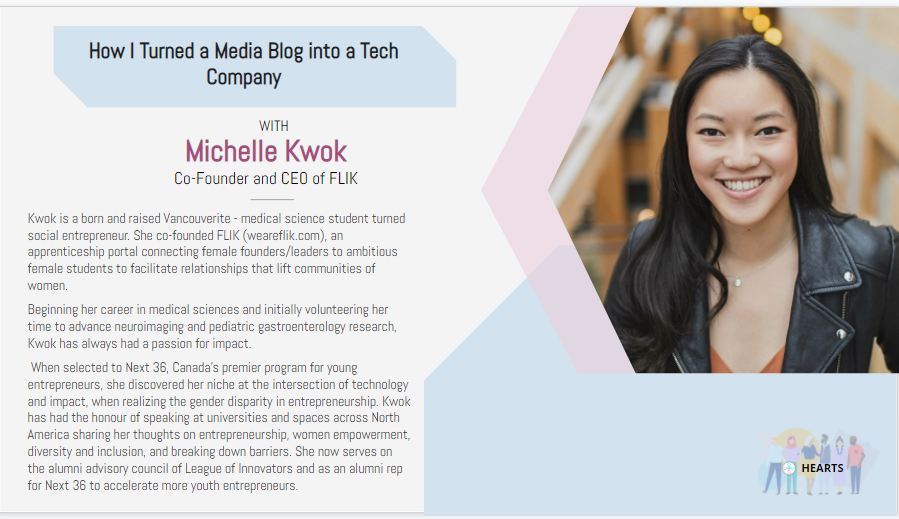 How I Turned a Media Blog into a Tech
Company
WITH
Michelle Kwok
Co-Founder and CEO of FLIK
Kwok is a born and raised Vancouverite - medical science student turned
social entrepreneur. She co-founded FLIK (weareflik.com), an
apprenticeship portal connecting female founders/leaders to ambitious
female students to facilitate relationships that lift communities of
women.
Beginning her career in medical sciences and initially volunteering her
time to advance neuroimaging and pediatric gastroenterology research,
Kwok has always had a passion for impact.
When selected to Next 36, Canada's premier program for young
entrepreneurs, she discovered her niche at the intersection of technology
and impact, when realizing the gender disparity in entrepreneurship. Kwok
has had the honour of speaking at universities and spaces across North
America sharing her thoughts on entrepreneurship, women empowerment,
diversity and inclusion, and breaking down barriers. She now serves on
the alumni advisory council of League of Innovators and as an alumni rep
for Next 36 to accelerate more youth entrepreneurs.
HEARTS